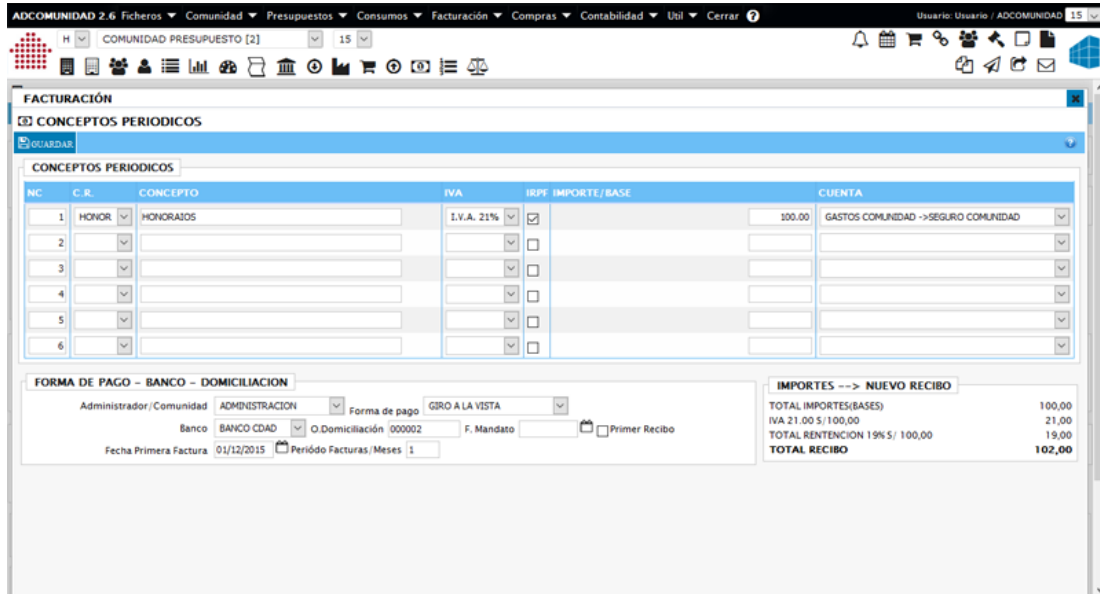 ADCOMUNIDAD 2.6 Ficheros ▼ Comunidad ▼ Presupuestos ▼ Consumos ▼ Facturación ▼ Compras ▼ Contabilidad ▼ Util ▼ Cerrar ? Usuario: Usuario / ADCOMUNIDAD 15
H COMUNIDAD PRESUPUESTO [2] 15
FACTURACIÓN
CONCEPTOS PERIODICOS
GUARDAR
CONCEPTOS PERIODICOS
NC C.R. CONCEPTO IVA IRPF IMPORTE/BASE CUENTA
1 HONOR HONORAIOS I.V.A. 21% 100.00 GASTOS COMUNIDAD ->SEGURO COMUNIDAD
2
3
4
5
6
FORMA DE PAGO - BANCO - DOMICILIACION
Administrador/Comunidad ADMINISTRACION Forma de pago GIRO A LA VISTA
Banco BANCO CDAD O.Domiciliación 000002 F. Mandato Primer Recibo
Fecha Primera Factura 01/12/2015 Periódo Facturas/Meses 1
IMPORTES --> NUEVO RECIBO
TOTAL IMPORTES(BASES) 100,00
IVA 21.00 S/100,00 21,00
TOTAL RENTENCION 19% S/ 100,00 19,00
TOTAL RECIBO 102,00